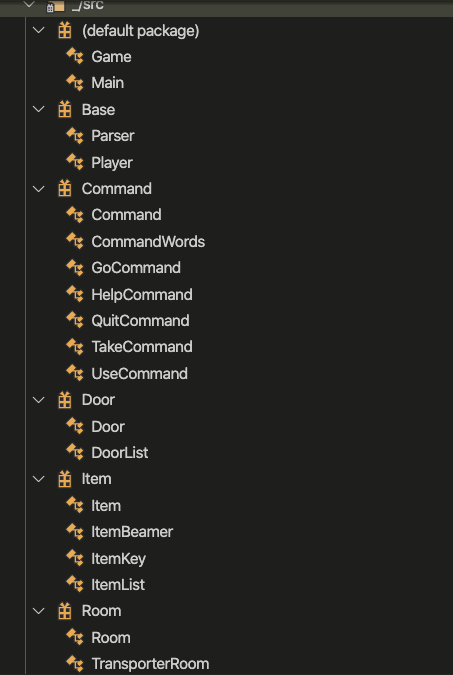 _/src
(default package)
Game
Main
Base
Parser
Player
Command
Command
CommandWords
GoCommand
HelpCommand
QuitCommand
TakeCommand
UseCommand
Door
Door
DoorList
Item
Item
ItemBeamer
ItemKey
ItemList
Room
Room
TransporterRoom